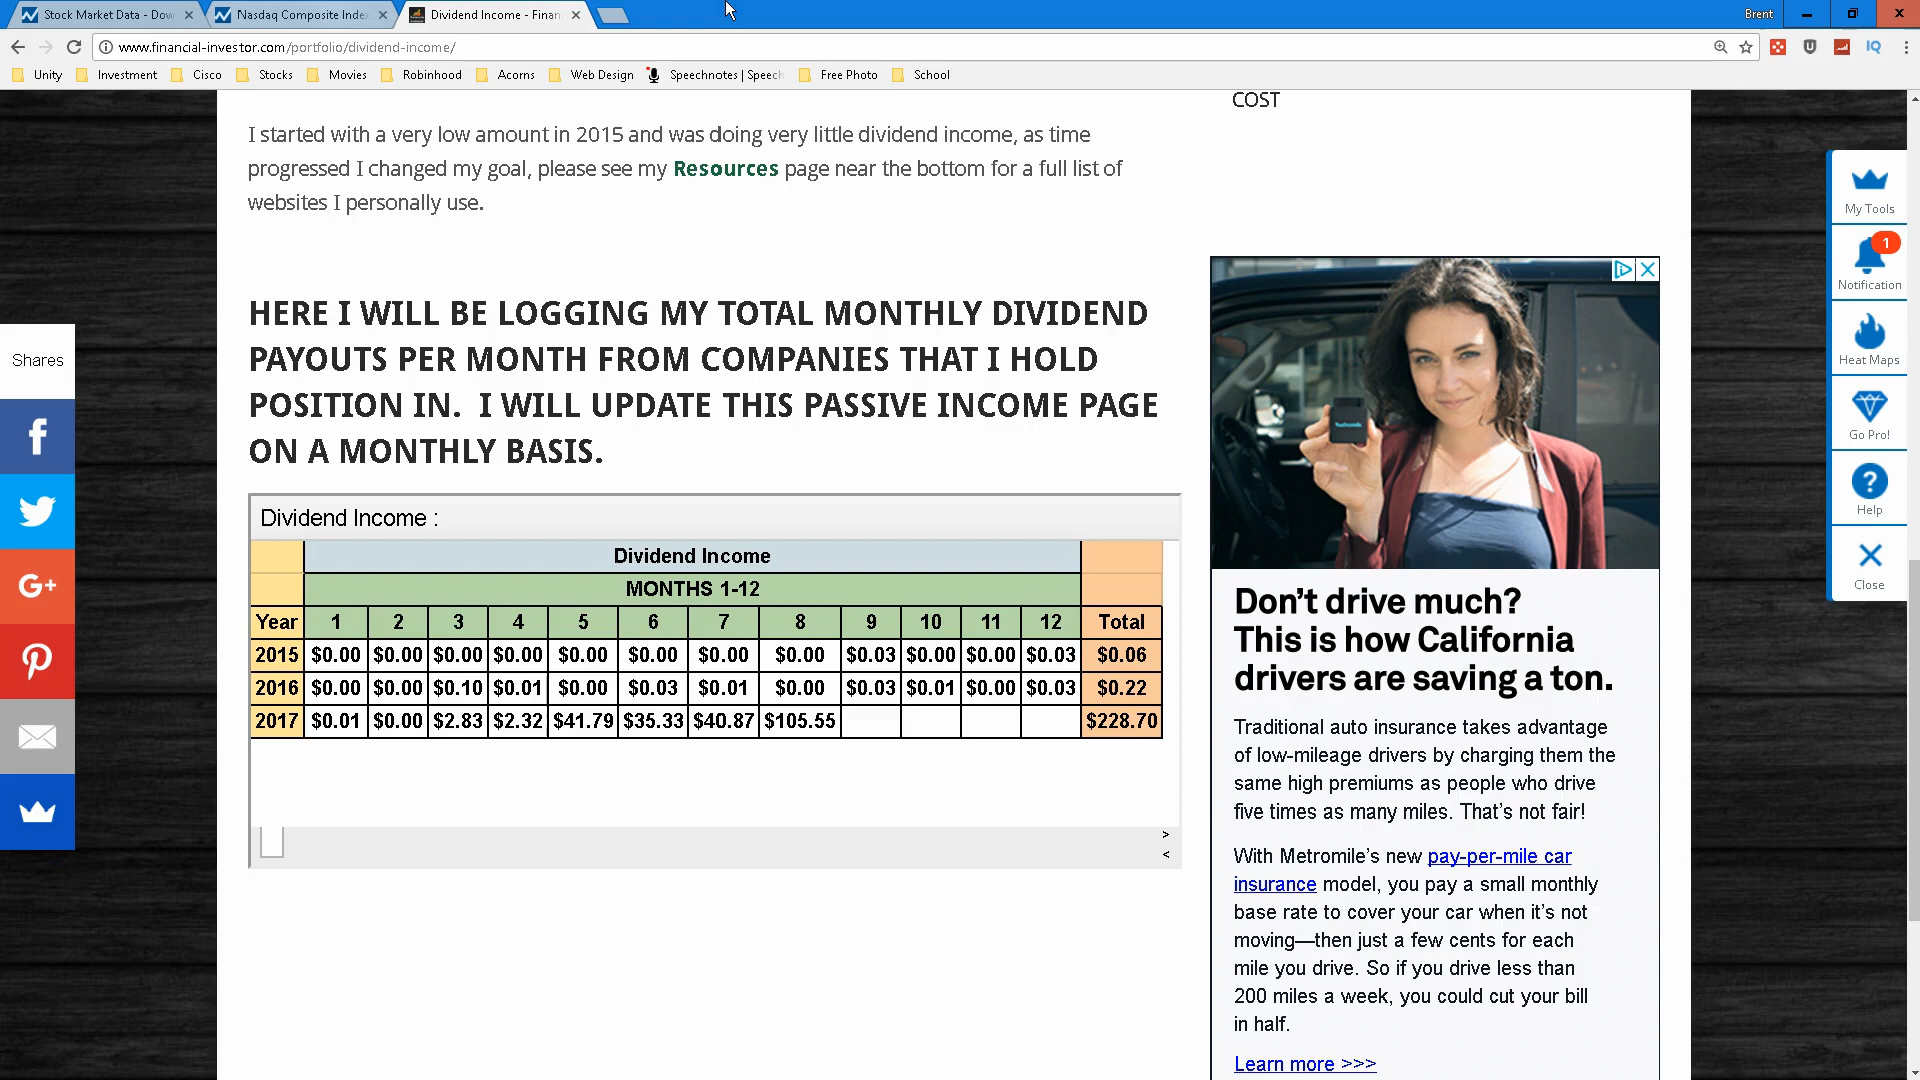 Stock Market Data - Dow
Nasdaq Composite Index
Dividend Income - Finan
Brent
www.financial-investor.com/portfolio/dividend-income/
IQ
Unity
Investment
Cisco
Stocks
Movies
Robinhood
Acorns
Web Design
Speechnotes | Speech
Free Photo
School
COST
I started with a very low amount in 2015 and was doing very little dividend income, as time
progressed I changed my goal, please see my Resources page near the bottom for a full list of
websites I personally use.
HERE I WILL BE LOGGING MY TOTAL MONTHLY DIVIDEND
PAYOUTS PER MONTH FROM COMPANIES THAT I HOLD
POSITION IN.  I WILL UPDATE THIS PASSIVE INCOME PAGE
ON A MONTHLY BASIS.
Dividend Income :
Dividend Income
MONTHS 1-12
Year 1 2 3 4 5 6 7 8 9 10 11 12 Total
2015 $0.00 $0.00 $0.00 $0.00 $0.00 $0.00 $0.00 $0.00 $0.03 $0.00 $0.00 $0.03 $0.06
2016 $0.00 $0.00 $0.10 $0.01 $0.00 $0.03 $0.01 $0.00 $0.03 $0.01 $0.00 $0.03 $0.22
2017 $0.01 $0.00 $2.83 $2.32 $41.79 $35.33 $40.87 $105.55 $228.70
>
<
Shares
f
G+
Don't drive much?
This is how California
drivers are saving a ton.
Traditional auto insurance takes advantage
of low-mileage drivers by charging them the
same high premiums as people who drive
five times as many miles. That's not fair!
With Metromile's new pay-per-mile car
insurance model, you pay a small monthly
base rate to cover your car when it's not
moving—then just a few cents for each
mile you drive. So if you drive less than
200 miles a week, you could cut your bill
in half.
Learn more >>>
My Tools
1
Notification
Heat Maps
Go Pro!
?
Help
Close